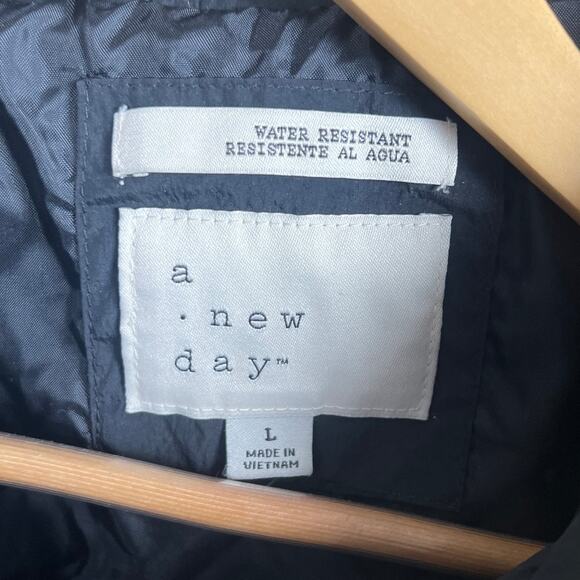 WATER RESISTANT
RESISTENTE AL AGUA
a
· new
day™
L
MADE IN
VIETNAM